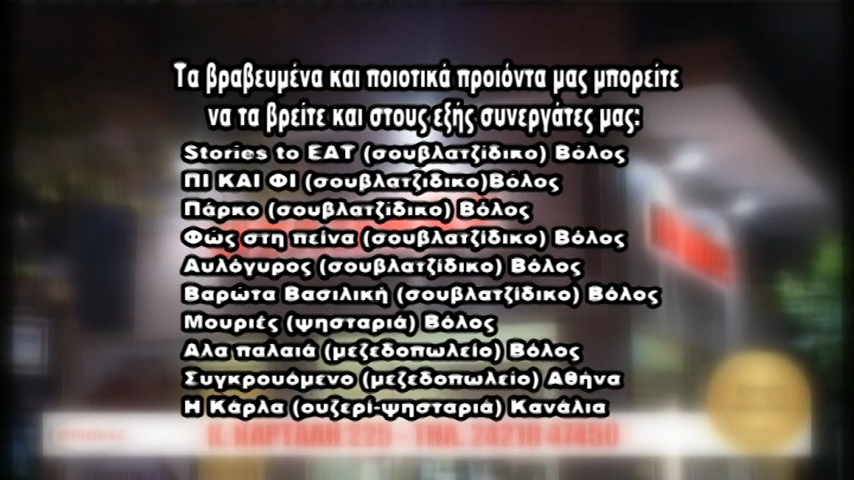 Τα βραβευμένα και ποιοτικά προιόντα μας μπορείτε
να τα βρείτε και στους εξής συνεργάτες μας:
Stories to EAT (σουβλατζίδικο) Βόλος
ΠΙ ΚΑΙ ΦΙ (σουβλατζίδικο)Βόλος
Πάρκο (σουβλατζίδικο) Βόλος
Φώς στη πείνα (σουβλατζίδικο) Βόλος
Αυλόγυρος (σουβλατζίδικο) Βόλος
Βαρώτα Βασιλική (σουβλατζίδικο) Βόλος
Μουριές (ψησταριά) Βόλος
Αλα παλαιά (μεζεδοπωλείο) Βόλος
Συγκρουόμενο (μεζεδοπωλείο) Αθήνα
Η Κάρλα (ουζερί-ψησταριά) Κανάλια